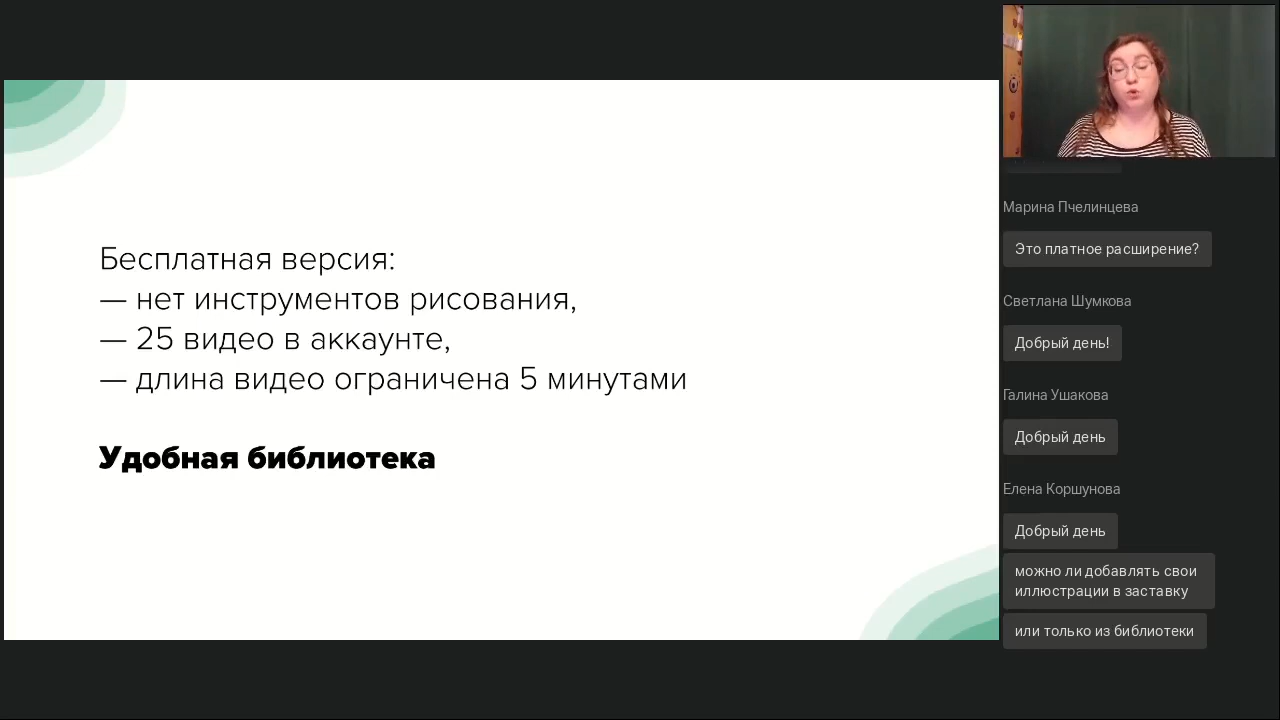 Бесплатная версия:
— нет инструментов рисования,
— 25 видео в аккаунте,
— длина видео ограничена 5 минутами
Удобная библиотека
Марина Пчелинцева
Это платное расширение?
Светлана Шумкова
Добрый день!
Галина Ушакова
Добрый день
Елена Коршунова
Добрый день
можно ли добавлять свои
иллюстрации в заставку
или только из библиотеки